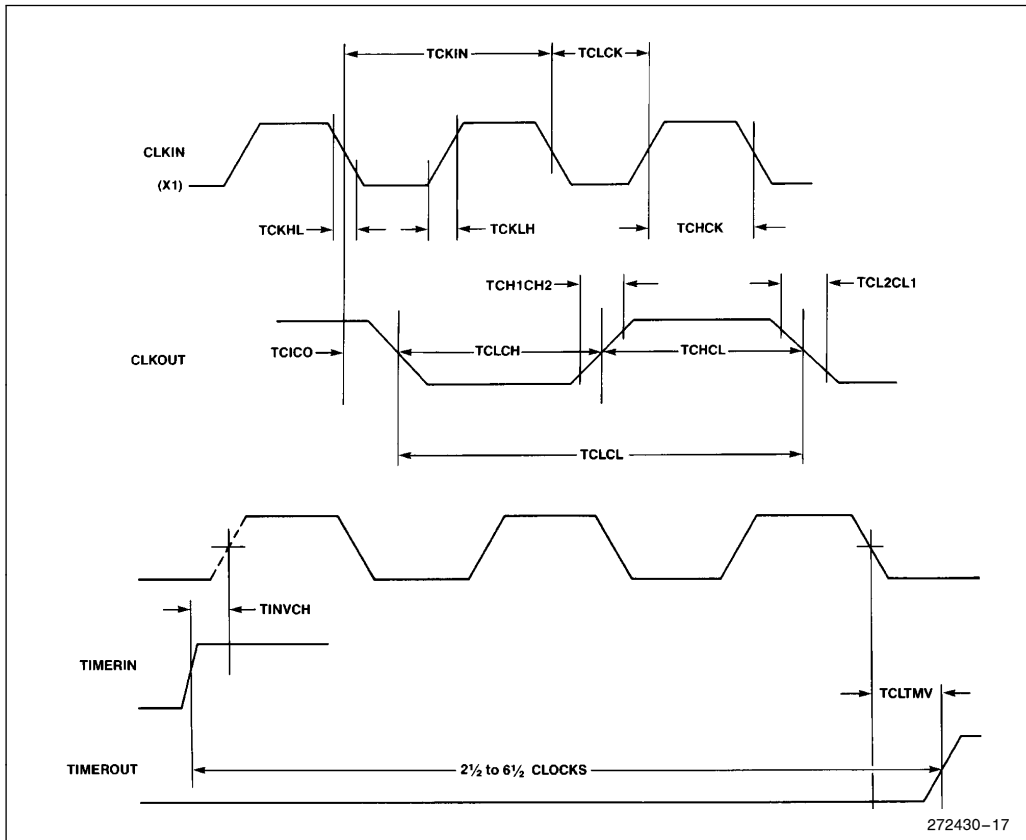 TCKIN
TCLCK
CLKIN
(X1)
TCKHL
TCKLH
TCHCK
TCH1CH2
TCL2CL1
CLKOUT
TCICO
TCLCH
TCHCL
TCLCL
TINVCH
TIMERIN
TCLTMV
TIMEROUT
2½ to 6½ CLOCKS
272430–17